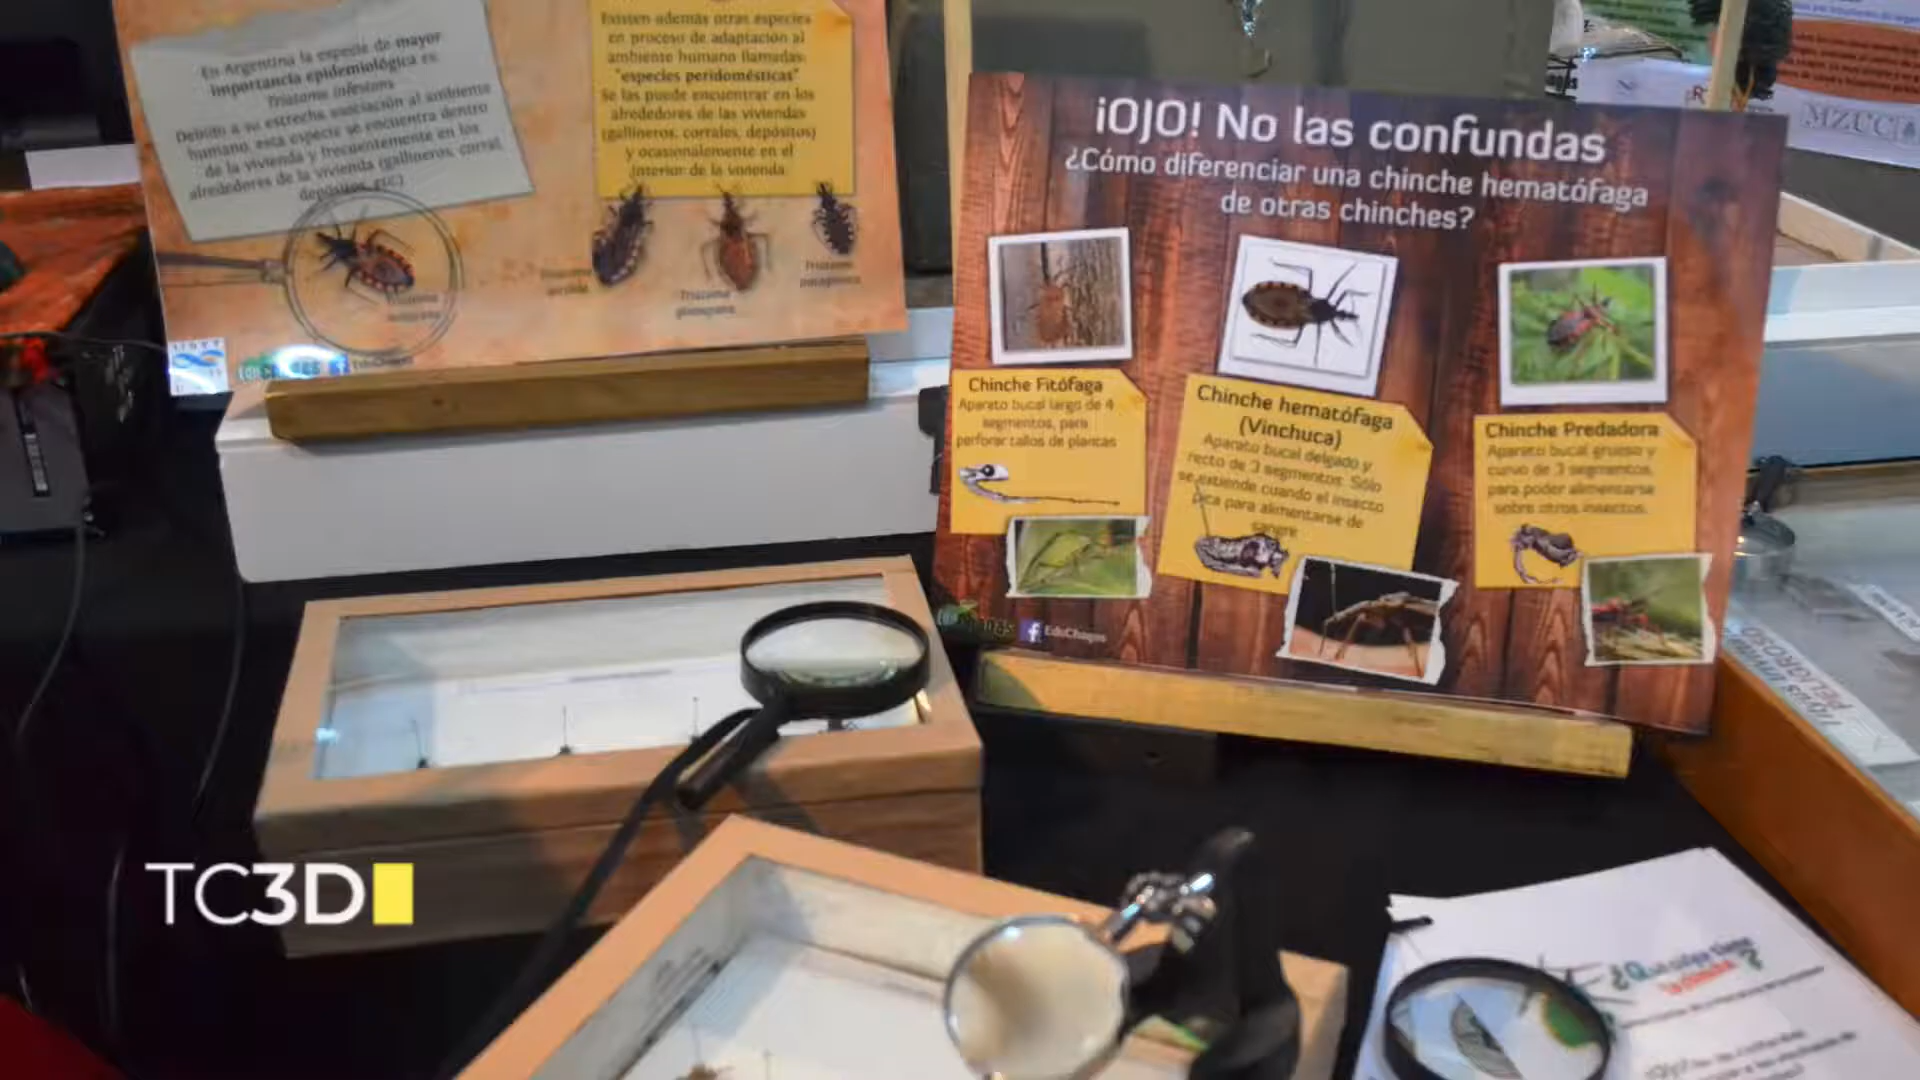 En Argentina la especie de mayor
importancia epidemiológica es:
Triatoma infestans
Debido a su estrecha asociación al ambiente
humano, esta especie se encuentra dentro
de la vivienda y frecuentemente en los
alrededores de la vivienda (gallineros, corral,
depósitos, etc.)
Existen además otras especies
en proceso de adaptación al
ambiente humano llamadas:
"especies peridomésticas"
Se las puede encontrar en los
alrededores de las viviendas
(gallineros, corrales, depósitos)
y ocasionalmente en el
interior de la vivienda.
Triatoma
Triatoma
Triatoma
¡OJO! No las confundas
¿Cómo diferenciar una chinche hematófaga
de otras chinches?
Chinche Fitófaga
Aparato bucal largo de 4
segmentos, para
perforar tallos de plantas
Chinche hematófaga
(Vinchuca)
Aparato bucal delgado y
recto de 3 segmentos. Sólo
se extiende cuando el insecto
pica para alimentarse de
sangre
Chinche Predadora
Aparato bucal grueso y
curvo de 3 segmentos,
para poder alimentarse
sobre otros insectos.
EduChagas
MZUC
PELIGROSO
TC3D